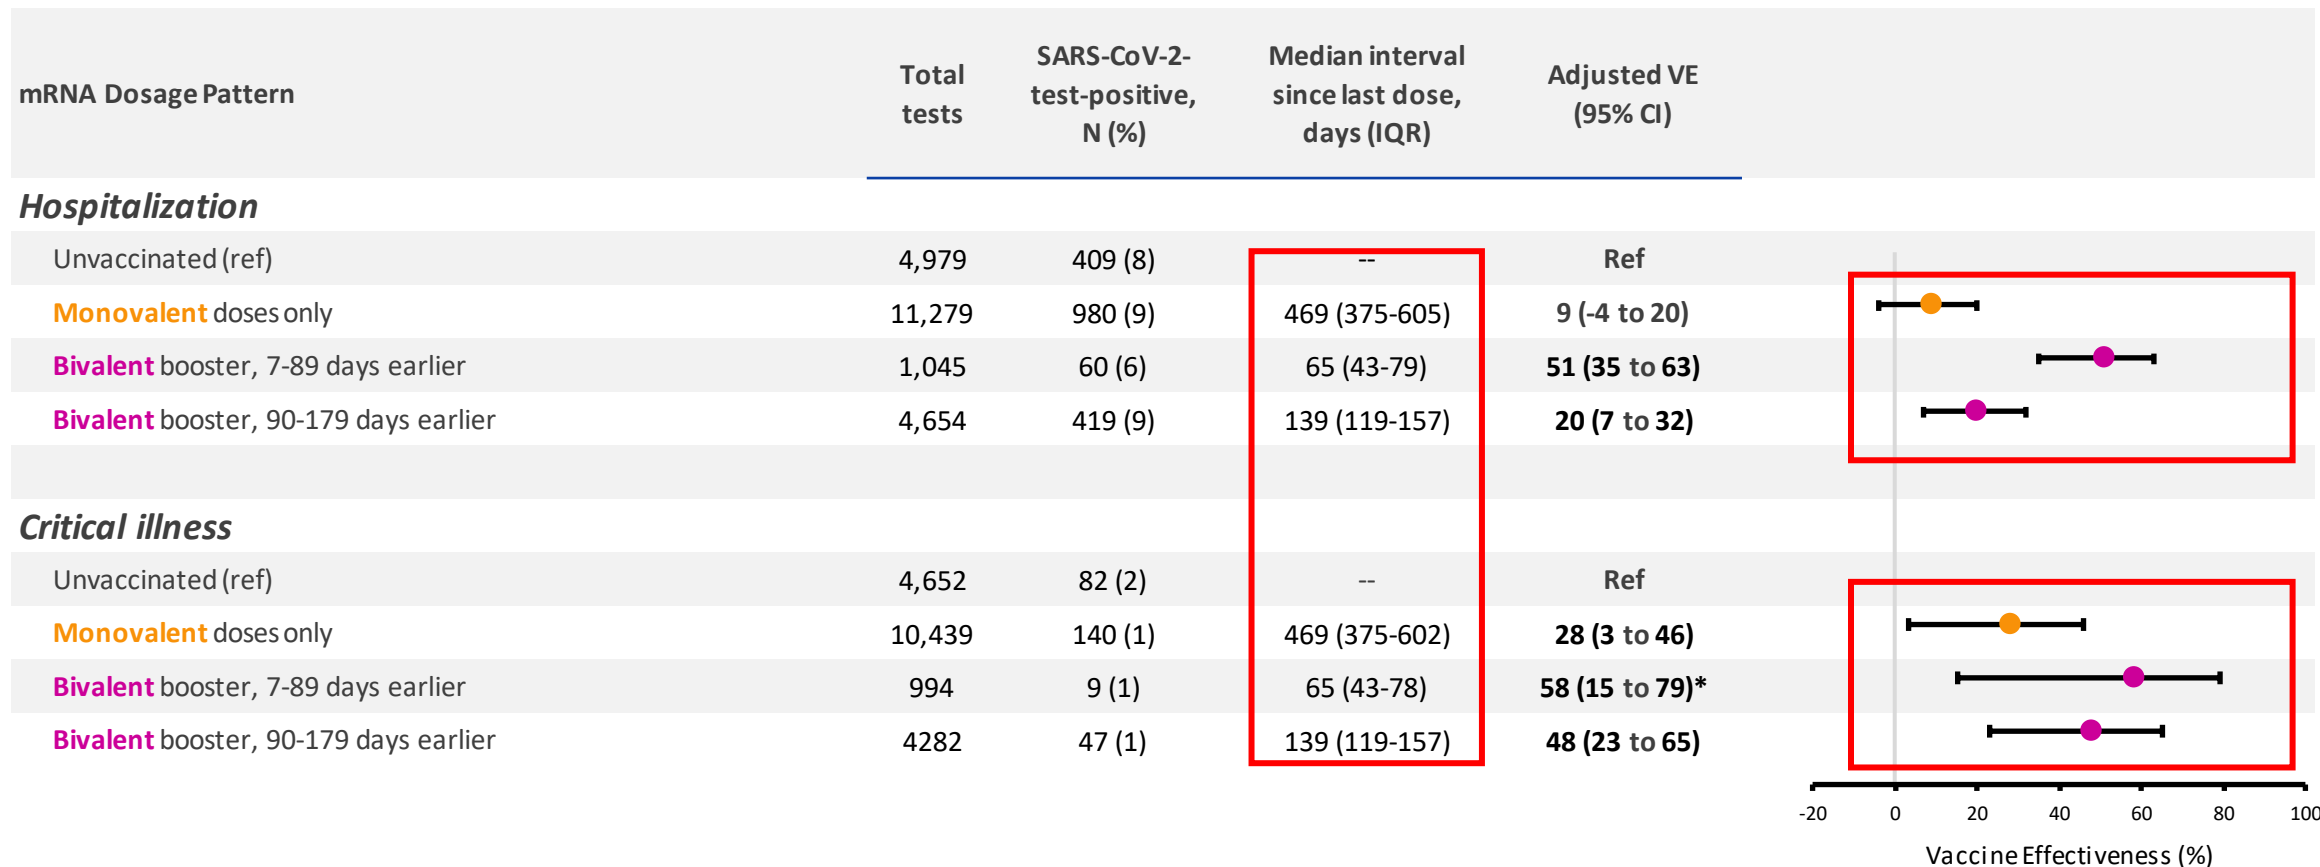 mRNA Dosage Pattern
Total tests
SARS-CoV-2-test-positive, N (%)
Median interval since last dose, days (IQR)
Adjusted VE (95% CI)
Hospitalization
Unvaccinated (ref) 4,979 409 (8) -- Ref
Monovalent doses only 11,279 980 (9) 469 (375-605) 9 (-4 to 20)
Bivalent booster, 7-89 days earlier 1,045 60 (6) 65 (43-79) 51 (35 to 63)
Bivalent booster, 90-179 days earlier 4,654 419 (9) 139 (119-157) 20 (7 to 32)
Critical illness
Unvaccinated (ref) 4,652 82 (2) -- Ref
Monovalent doses only 10,439 140 (1) 469 (375-602) 28 (3 to 46)
Bivalent booster, 7-89 days earlier 994 9 (1) 65 (43-78) 58 (15 to 79)*
Bivalent booster, 90-179 days earlier 4282 47 (1) 139 (119-157) 48 (23 to 65)
-20 0 20 40 60 80 100
Vaccine Effectiveness (%)